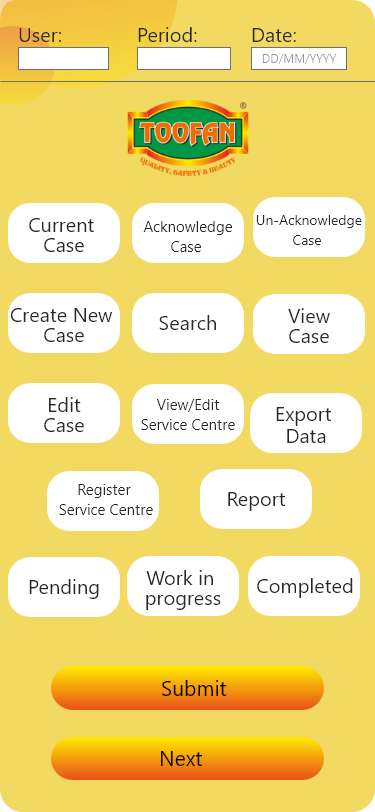 User: Period: Date:
DD/MM/YYYY
®
TOOFAN
QUALITY, SAFETY & BEAUTY
Current
Case
Acknowledge
Case
Un-Acknowledge
Case
Create New
Case
Search
View
Case
Edit
Case
View/Edit
Service Centre
Export
Data
Register
Service Centre
Report
Pending
Work in
progress
Completed
Submit
Next